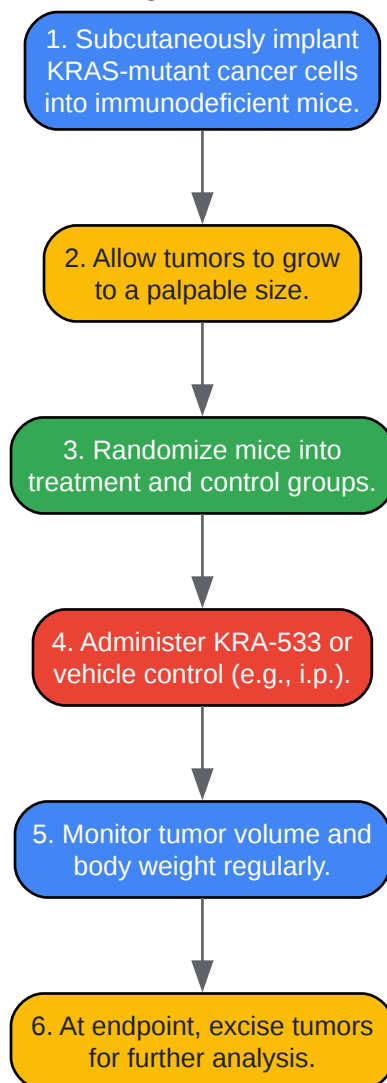 1. Subcutaneously implant
KRAS-mutant cancer cells
into immunodeficient mice.
2. Allow tumors to grow
to a palpable size.
3. Randomize mice into
treatment and control groups.
4. Administer KRA-533 or
vehicle control (e.g., i.p.).
5. Monitor tumor volume and
body weight regularly.
6. At endpoint, excise tumors
for further analysis.